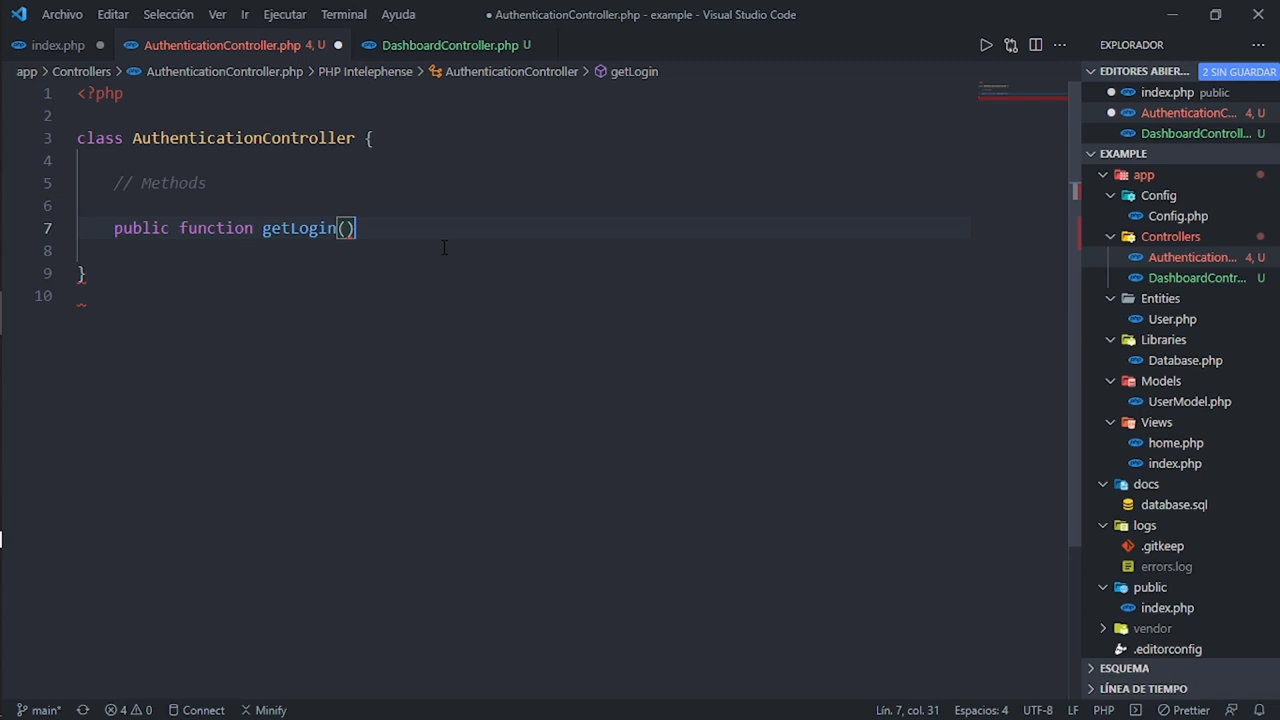 Archivo Editar Selección Ver Ir Ejecutar Terminal Ayuda
● AuthenticationController.php - example - Visual Studio Code
index.php ●
AuthenticationController.php 4, U ●
DashboardController.php U
EXPLORADOR
app > Controllers > AuthenticationController.php > PHP Intelephense > AuthenticationController > getLogin
1 <?php
2
3 class AuthenticationController {
4
5 // Methods
6
7 public function getLogin()
8
9 }
10
EDITORES ABIER... 2 SIN GUARDAR
● index.php public
● AuthenticationC... 4, U
DashboardControll... U
EXAMPLE
app
Config
Config.php
Controllers
Authentication... 4, U
DashboardContr... U
Entities
User.php
Libraries
Database.php
Models
UserModel.php
Views
home.php
index.php
docs
database.sql
logs
.gitkeep
errors.log
public
index.php
vendor
.editorconfig
ESQUEMA
LÍNEA DE TIEMPO
main* 4 0 Connect Minify
Lín. 7, col. 31 Espacios: 4 UTF-8 LF PHP Prettier